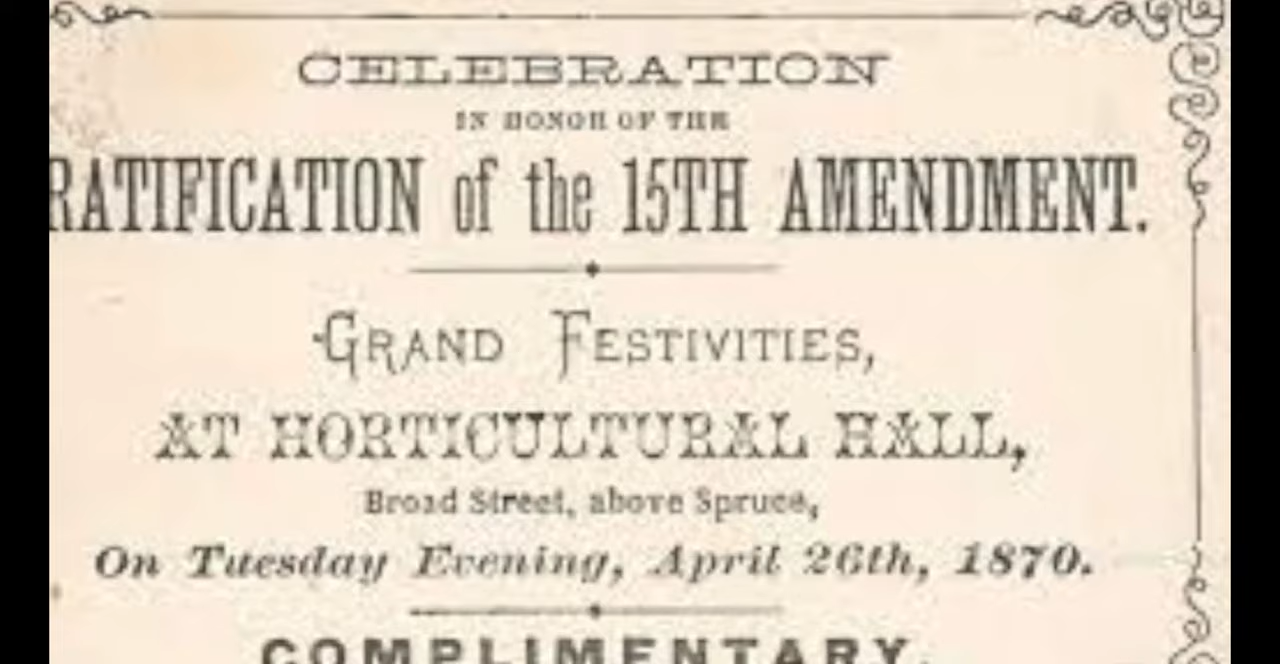 CELEBRATION
IN HONOR OF THE
RATIFICATION of the 15TH AMENDMENT.
GRAND FESTIVITIES,
AT HORTICULTURAL HALL,
Broad Street, above Spruce,
On Tuesday Evening, April 26th, 1870.
COMPLIMENTARY.